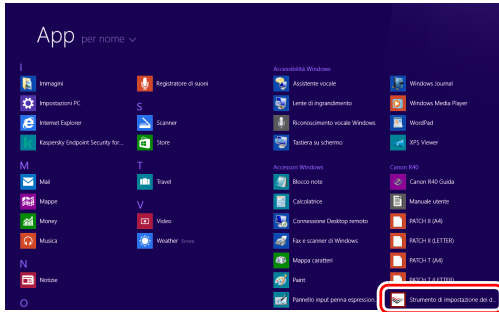 App per nome
I
Immagini
Impostazioni PC
Internet Explorer
Kaspersky Endpoint Security for...
M
Mail
Mappe
Money
Musica
N
Notizie
O
Registratore di suoni
S
Scanner
Store
T
Travel
V
Video
Weather Errore
Accessibilità Windows
Assistente vocale
Lente di ingrandimento
Riconoscimento vocale Windows
Tastiera su schermo
Accessori Windows
Blocco note
Calcolatrice
Connessione Desktop remoto
Fax e scanner di Windows
Mappa caratteri
Paint
Pannello input penna espression...
Windows Journal
Windows Media Player
WordPad
XPS Viewer
Canon R40
Canon R40 Guida
Manuale utente
PATCH II (A4)
PATCH II (LETTER)
PATCH T (A4)
PATCH T (LETTER)
Strumento di impostazione dei d...